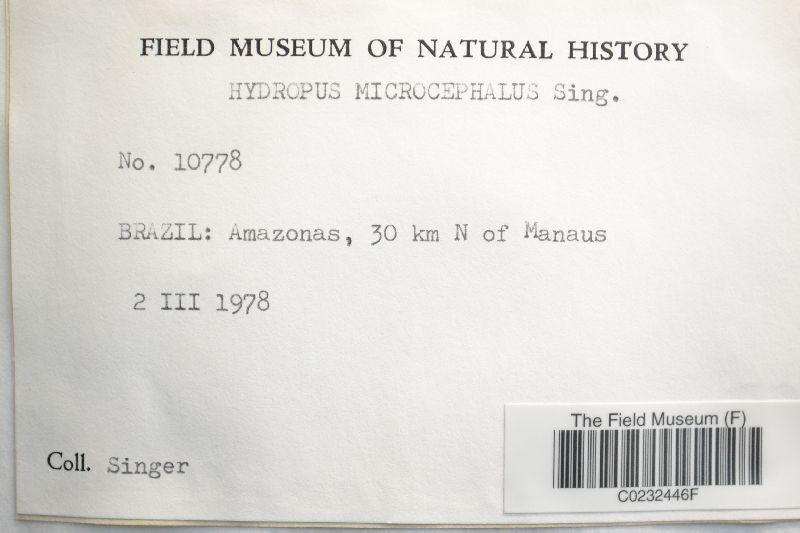 FIELD MUSEUM OF NATURAL HISTORY
HYDROPUS MICROCEPHALUS Sing.
No. 10778
BRAZIL: Amazonas, 30 km N of Manaus
2 III 1978
Coll. Singer
The Field Museum (F)
C0232446F